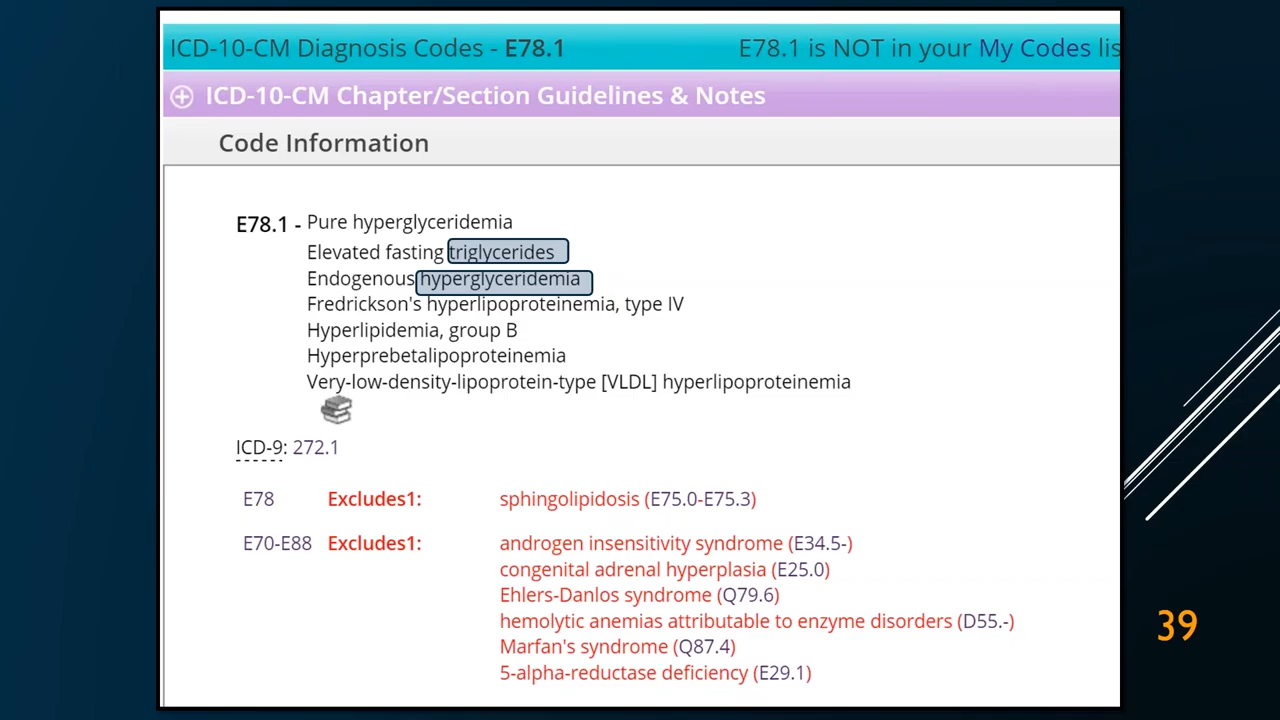 ICD-10-CM Diagnosis Codes - E78.1 E78.1 is NOT in your My Codes lis
ICD-10-CM Chapter/Section Guidelines & Notes
Code Information
E78.1 - Pure hyperglyceridemia
Elevated fasting triglycerides
Endogenous hyperglyceridemia
Fredrickson's hyperlipoproteinemia, type IV
Hyperlipidemia, group B
Hyperprebetalipoproteinemia
Very-low-density-lipoprotein-type [VLDL] hyperlipoproteinemia
ICD-9: 272.1
E78 Excludes1: sphingolipidosis (E75.0-E75.3)
E70-E88 Excludes1: androgen insensitivity syndrome (E34.5-)
congenital adrenal hyperplasia (E25.0)
Ehlers-Danlos syndrome (Q79.6)
hemolytic anemias attributable to enzyme disorders (D55.-)
Marfan's syndrome (Q87.4)
5-alpha-reductase deficiency (E29.1)
39